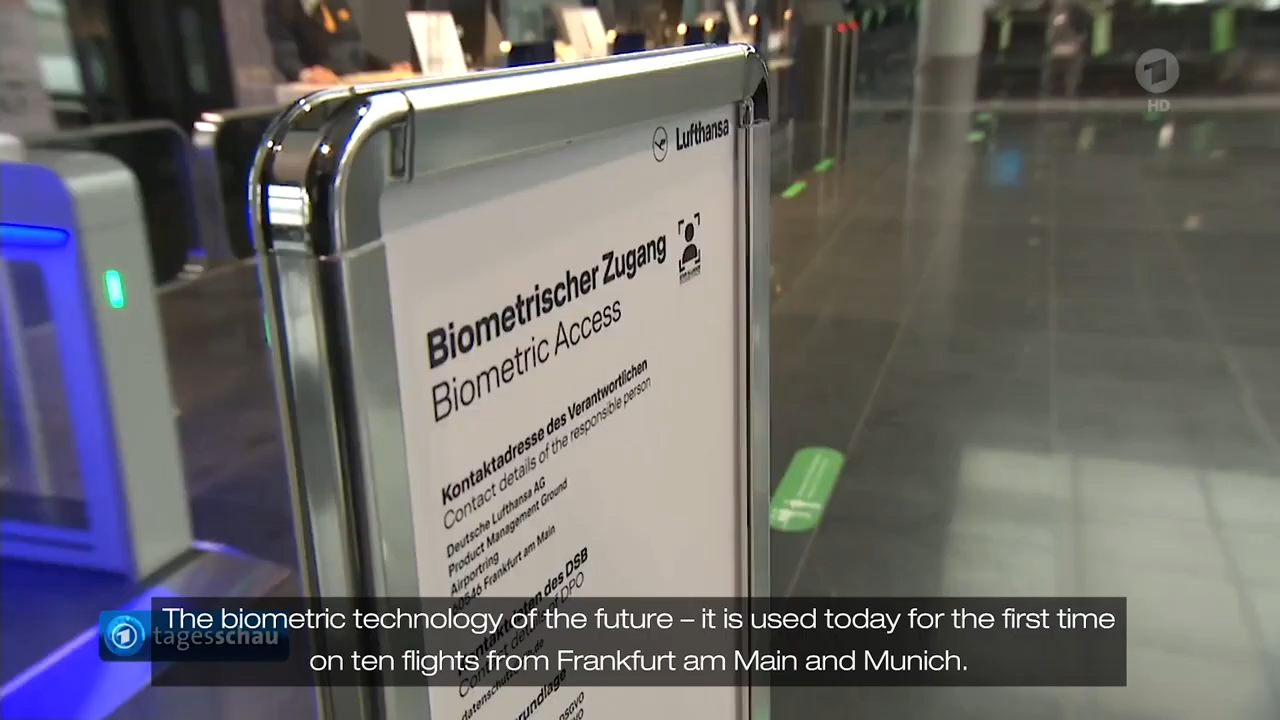 HD
Lufthansa
Biometrischer Zugang
Biometric Access
Kontaktadresse des Verantwortlichen
Contact details of the responsible person
Deutsche Lufthansa AG
Product Management Ground
Airportring
60546 Frankfurt am Main
des DSB
DPO
The biometric technology of the future – it is used today for the first time
on ten flights from Frankfurt am Main and Munich.
tagesschau